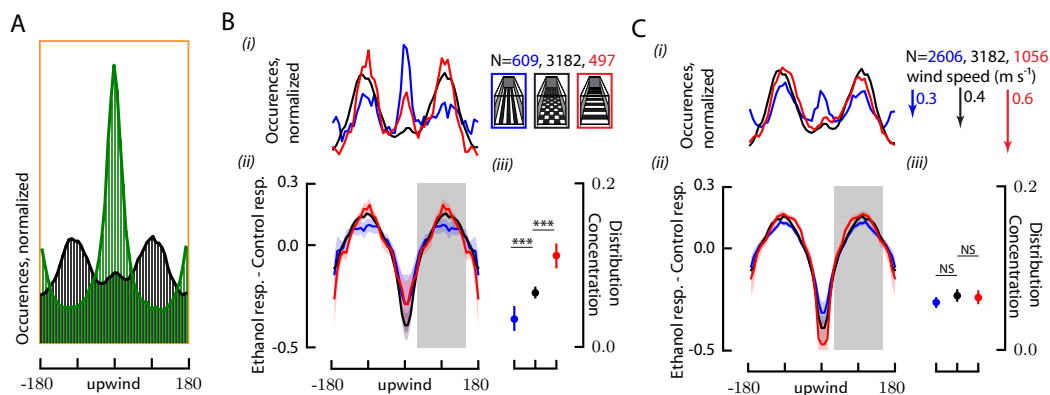 A
Occurences, normalized
-180
upwind
180
B
(i)
Occurences,
normalized
N=609, 3182, 497
(ii)
Ethanol resp. - Control resp.
0.3
0.0
-0.5
-180
upwind
180
(iii)
***
***
0.2
0.0
Distribution
Concentration
C
(i)
Occurences,
normalized
N=2606, 3182, 1056
wind speed (m s⁻¹)
0.3
0.4
0.6
(ii)
Ethanol resp. - Control resp.
0.3
0.0
-0.5
-180
upwind
180
(iii)
NS
NS
0.2
0.0
Distribution
Concentration